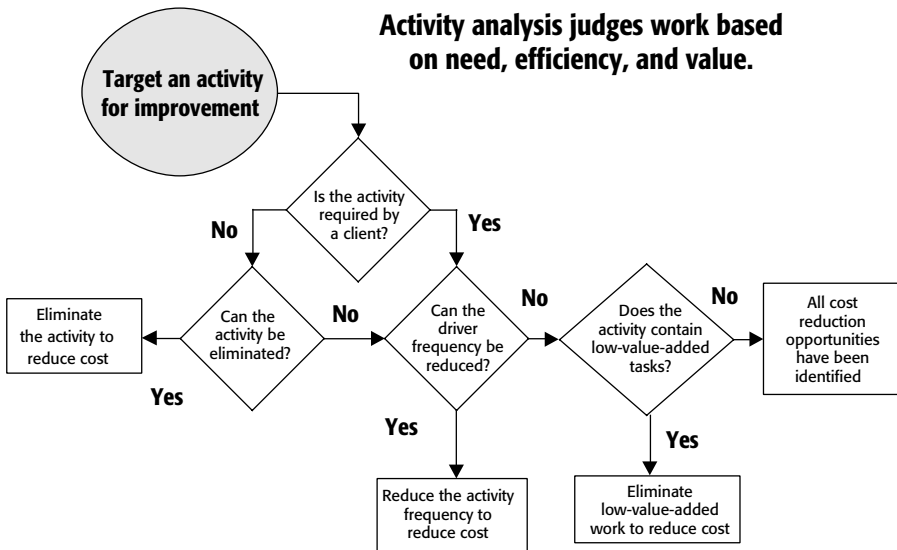 Activity analysis judges work based
on need, efficiency, and value.
Target an activity
for improvement
Is the activity
required by
a client?
No
Yes
Eliminate
the activity to
reduce cost
Can the
activity be
eliminated?
No
Yes
Can the
driver
frequency be
reduced?
No
Yes
Does the
activity contain
low-value-added
tasks?
No
Yes
All cost
reduction
opportunities
have been
identified
Reduce the activity
frequency to
reduce cost
Eliminate
low-value-added
work to reduce cost